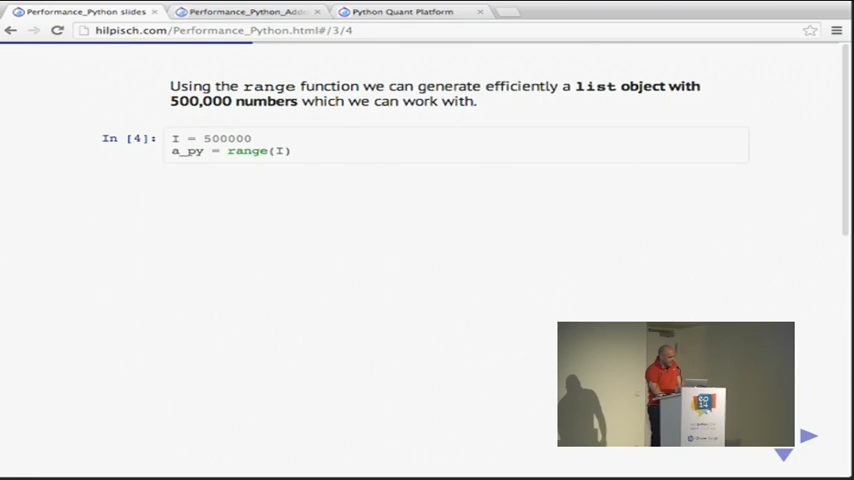 Performance_Python slides
Performance_Python_Adde
Python Quant Platform
hilpisch.com/Performance_Python.html#/3/4
Using the range function we can generate efficiently a list object with
500,000 numbers which we can work with.
In [4]:
I = 500000
a_py = range(I)